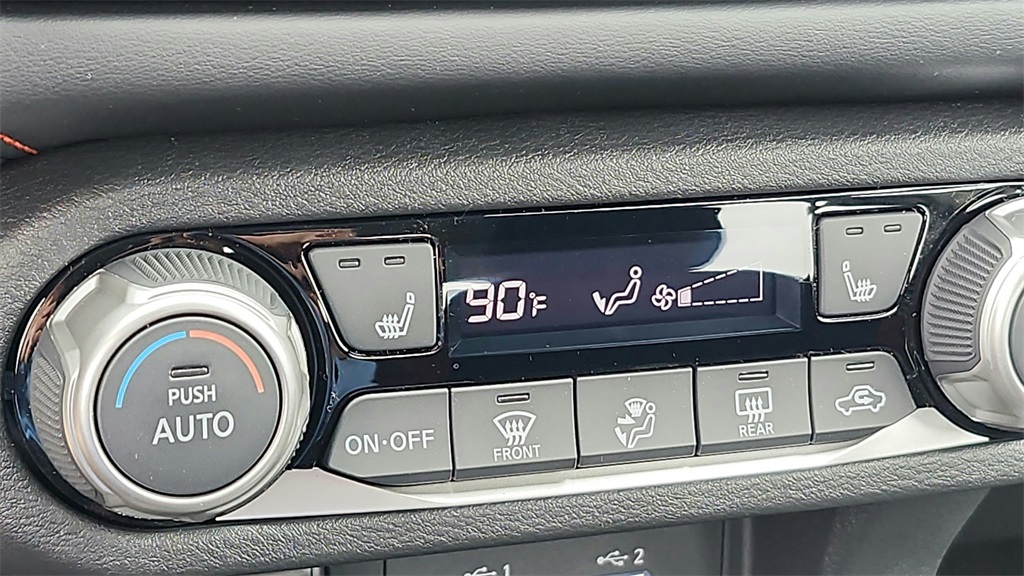 90°F
PUSH
AUTO
ON·OFF
FRONT
REAR
1
2